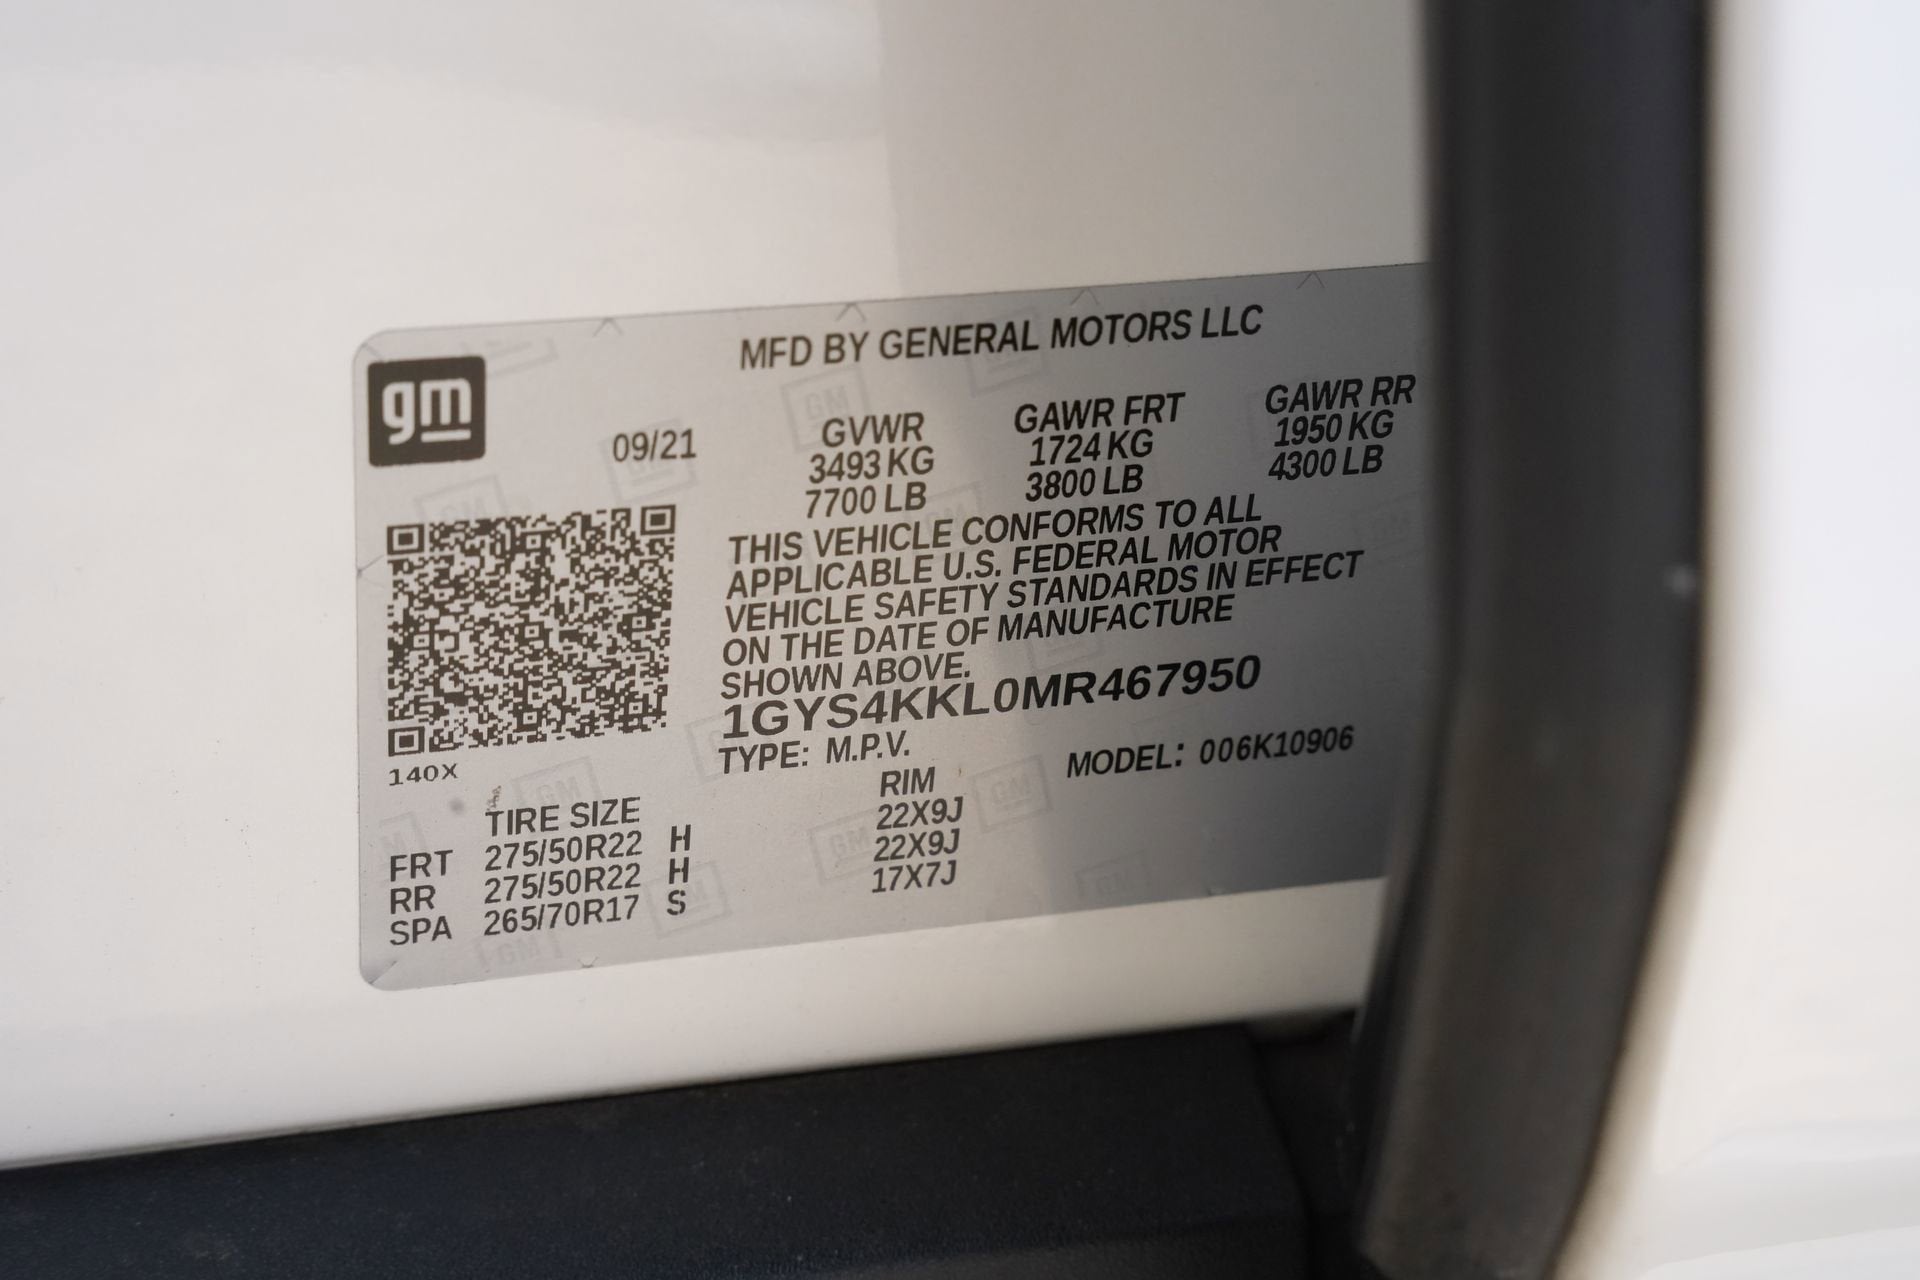 MFD BY GENERAL MOTORS LLC
gm
09/21
GVWR GAWR FRT GAWR RR
3493 KG 1724 KG 1950 KG
7700 LB 3800 LB 4300 LB
THIS VEHICLE CONFORMS TO ALL
APPLICABLE U.S. FEDERAL MOTOR
VEHICLE SAFETY STANDARDS IN EFFECT
ON THE DATE OF MANUFACTURE
SHOWN ABOVE.
1GYS4KKL0MR467950
TYPE: M.P.V. MODEL: 006K10906
140X
TIRE SIZE RIM
FRT 275/50R22 H 22X9J
RR 275/50R22 H 22X9J
SPA 265/70R17 S 17X7J